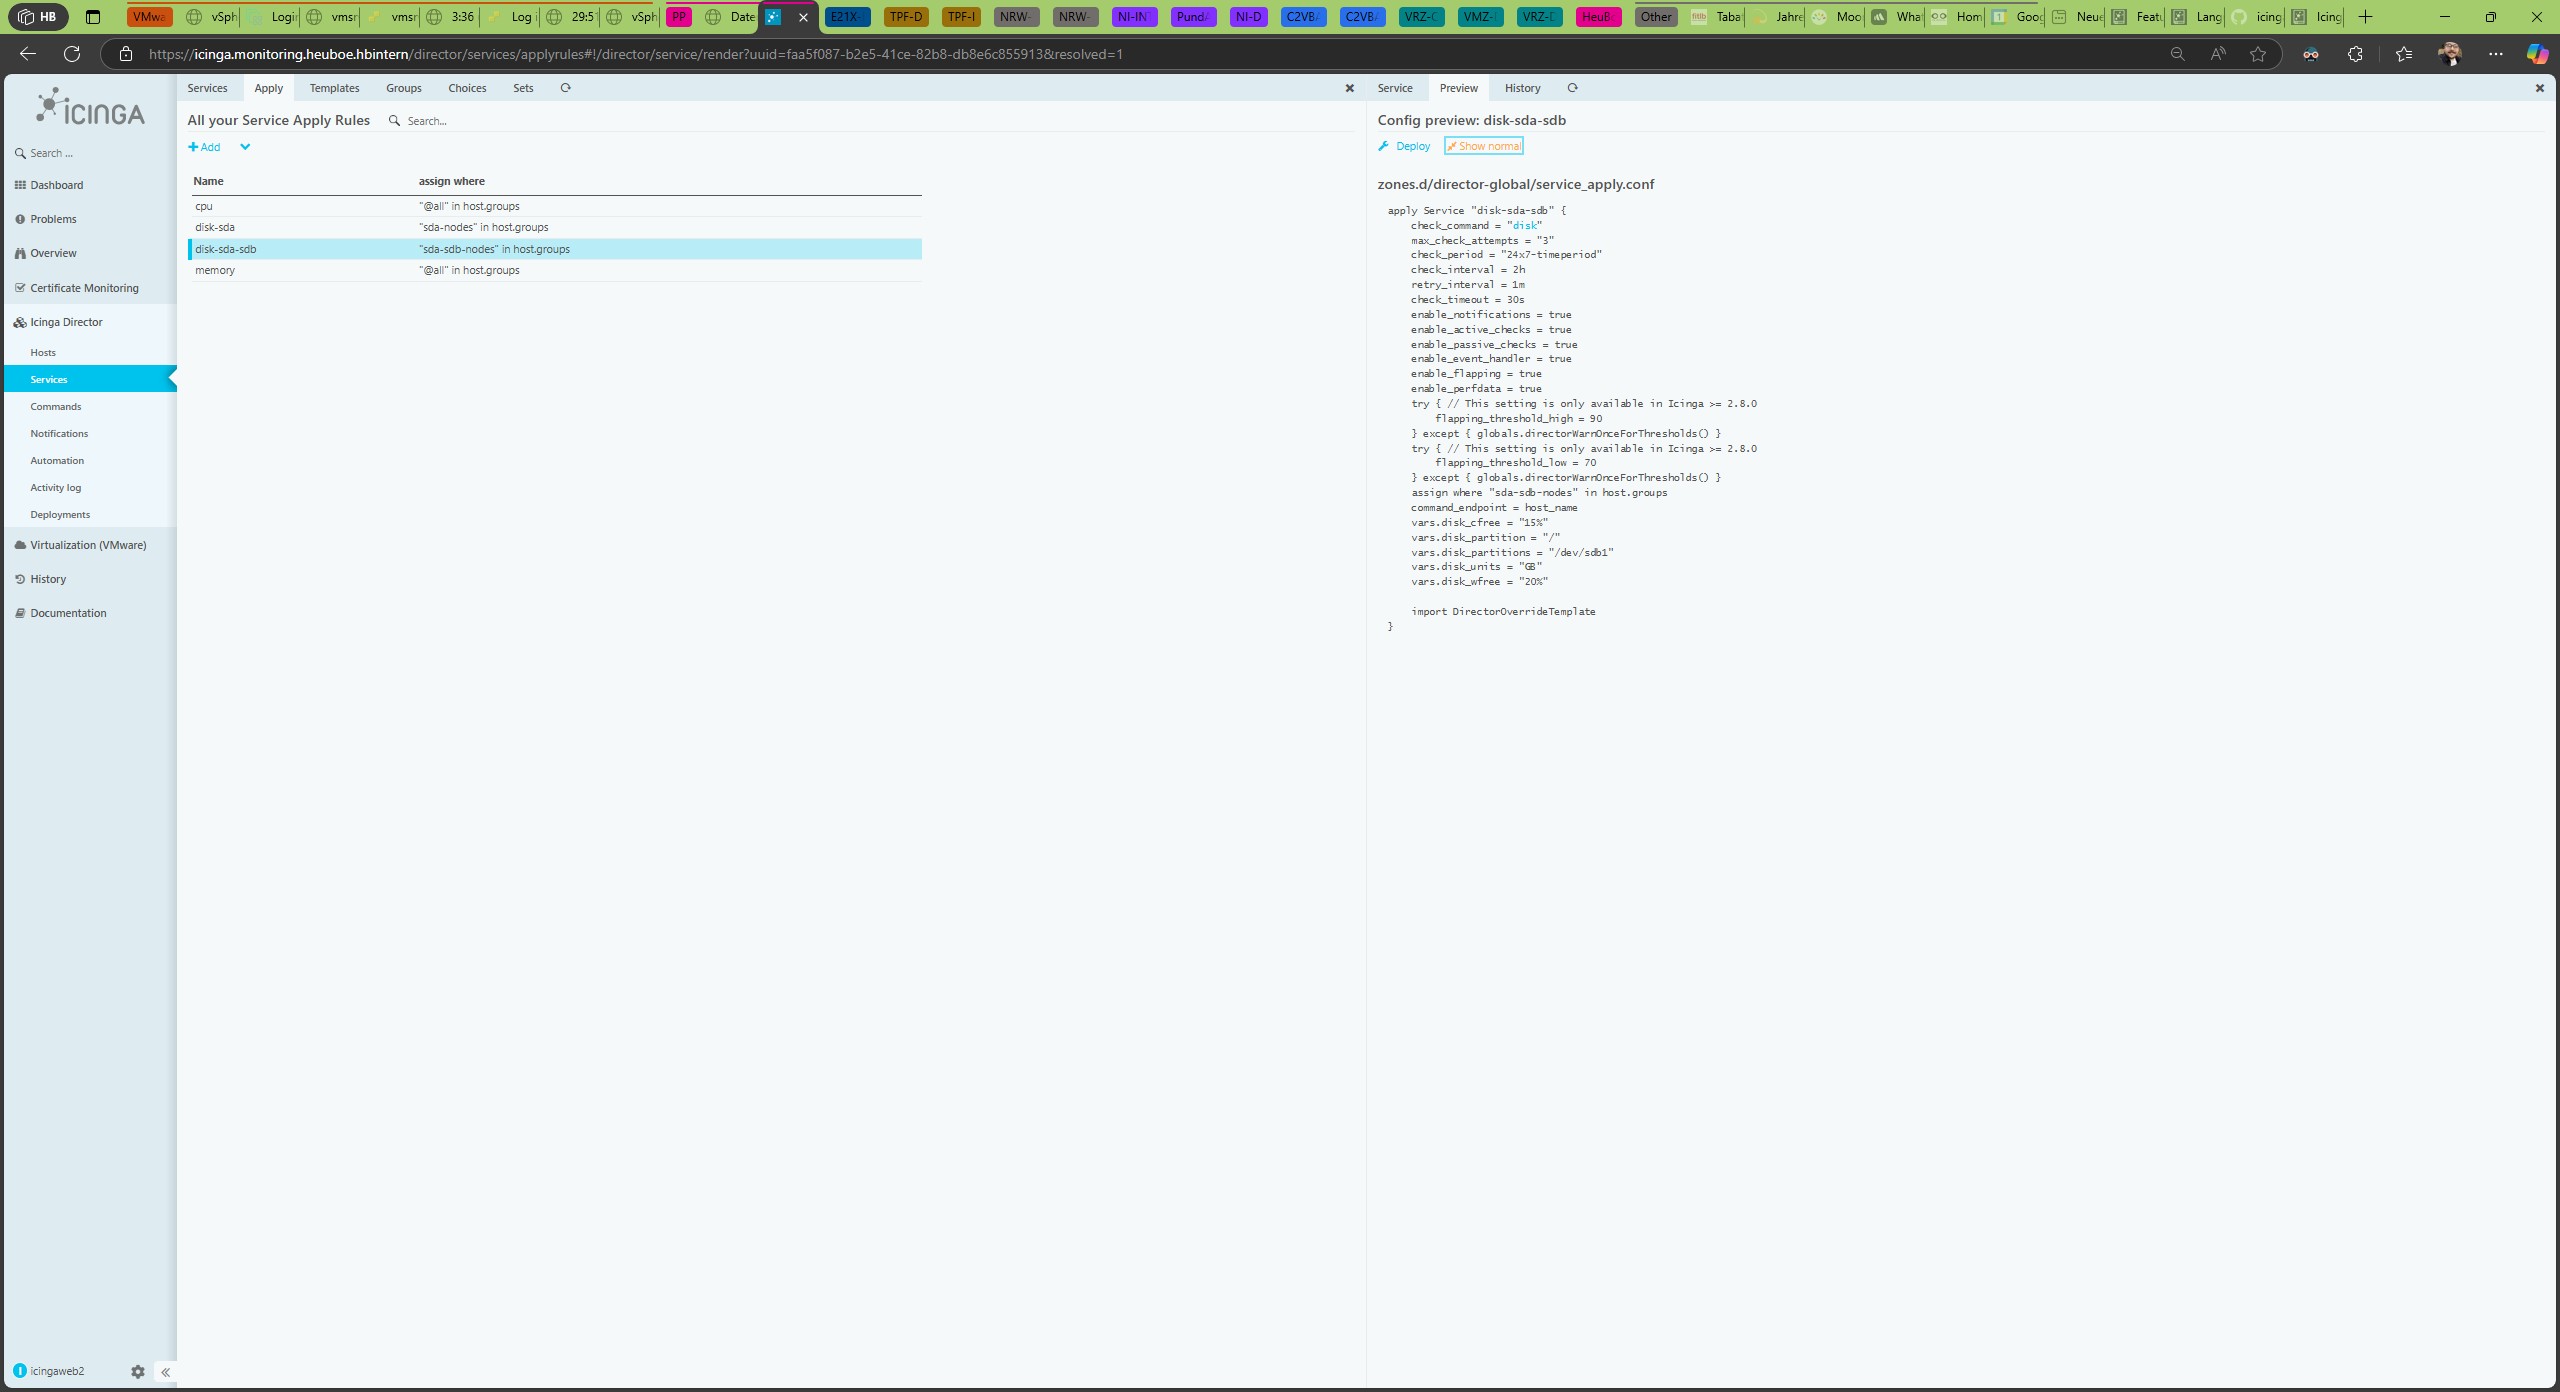 HB
VMwa
vSph
Login
vmsr
vmsr
3:36
Log i
29:51
vSph
PP
Date
E21X-
TPF-D
TPF-I
NRW-
NRW-
NI-IN
PundA
NI-D
C2VBA
C2VBA
VRZ-C
VMZ-
VRZ-D
HeuBo
Other
Taba
Jahre
Moo
Wha
Hom
Goog
Neue
Featu
Lang
icing
Icing
https://icinga.monitoring.heuboe.hbintern/director/services/applyrules#!/director/service/render?uuid=faa5f087-b2e5-41ce-82b8-db8e6c855913&resolved=1
ICINGA
Search ...
Dashboard
Problems
Overview
Certificate Monitoring
Icinga Director
Hosts
Services
Commands
Notifications
Automation
Activity log
Deployments
Virtualization (VMware)
History
Documentation
icingaweb2
Services
Apply
Templates
Groups
Choices
Sets
All your Service Apply Rules
Search...
Add
Name assign where
cpu "@all" in host.groups
disk-sda "sda-nodes" in host.groups
disk-sda-sdb "sda-sdb-nodes" in host.groups
memory "@all" in host.groups
Service
Preview
History
Config preview: disk-sda-sdb
Deploy
Show normal
zones.d/director-global/service_apply.conf
apply Service "disk-sda-sdb" {
check_command = "disk"
max_check_attempts = "3"
check_period = "24x7-timeperiod"
check_interval = 2h
retry_interval = 1m
check_timeout = 30s
enable_notifications = true
enable_active_checks = true
enable_passive_checks = true
enable_event_handler = true
enable_flapping = true
enable_perfdata = true
try { // This setting is only available in Icinga >= 2.8.0
flapping_threshold_high = 90
} except { globals.directorWarnOnceForThresholds() }
try { // This setting is only available in Icinga >= 2.8.0
flapping_threshold_low = 70
} except { globals.directorWarnOnceForThresholds() }
assign where "sda-sdb-nodes" in host.groups
command_endpoint = host_name
vars.disk_cfree = "15%"
vars.disk_partition = "/"
vars.disk_partitions = "/dev/sdb1"
vars.disk_units = "GB"
vars.disk_wfree = "20%"
import DirectorOverrideTemplate
}